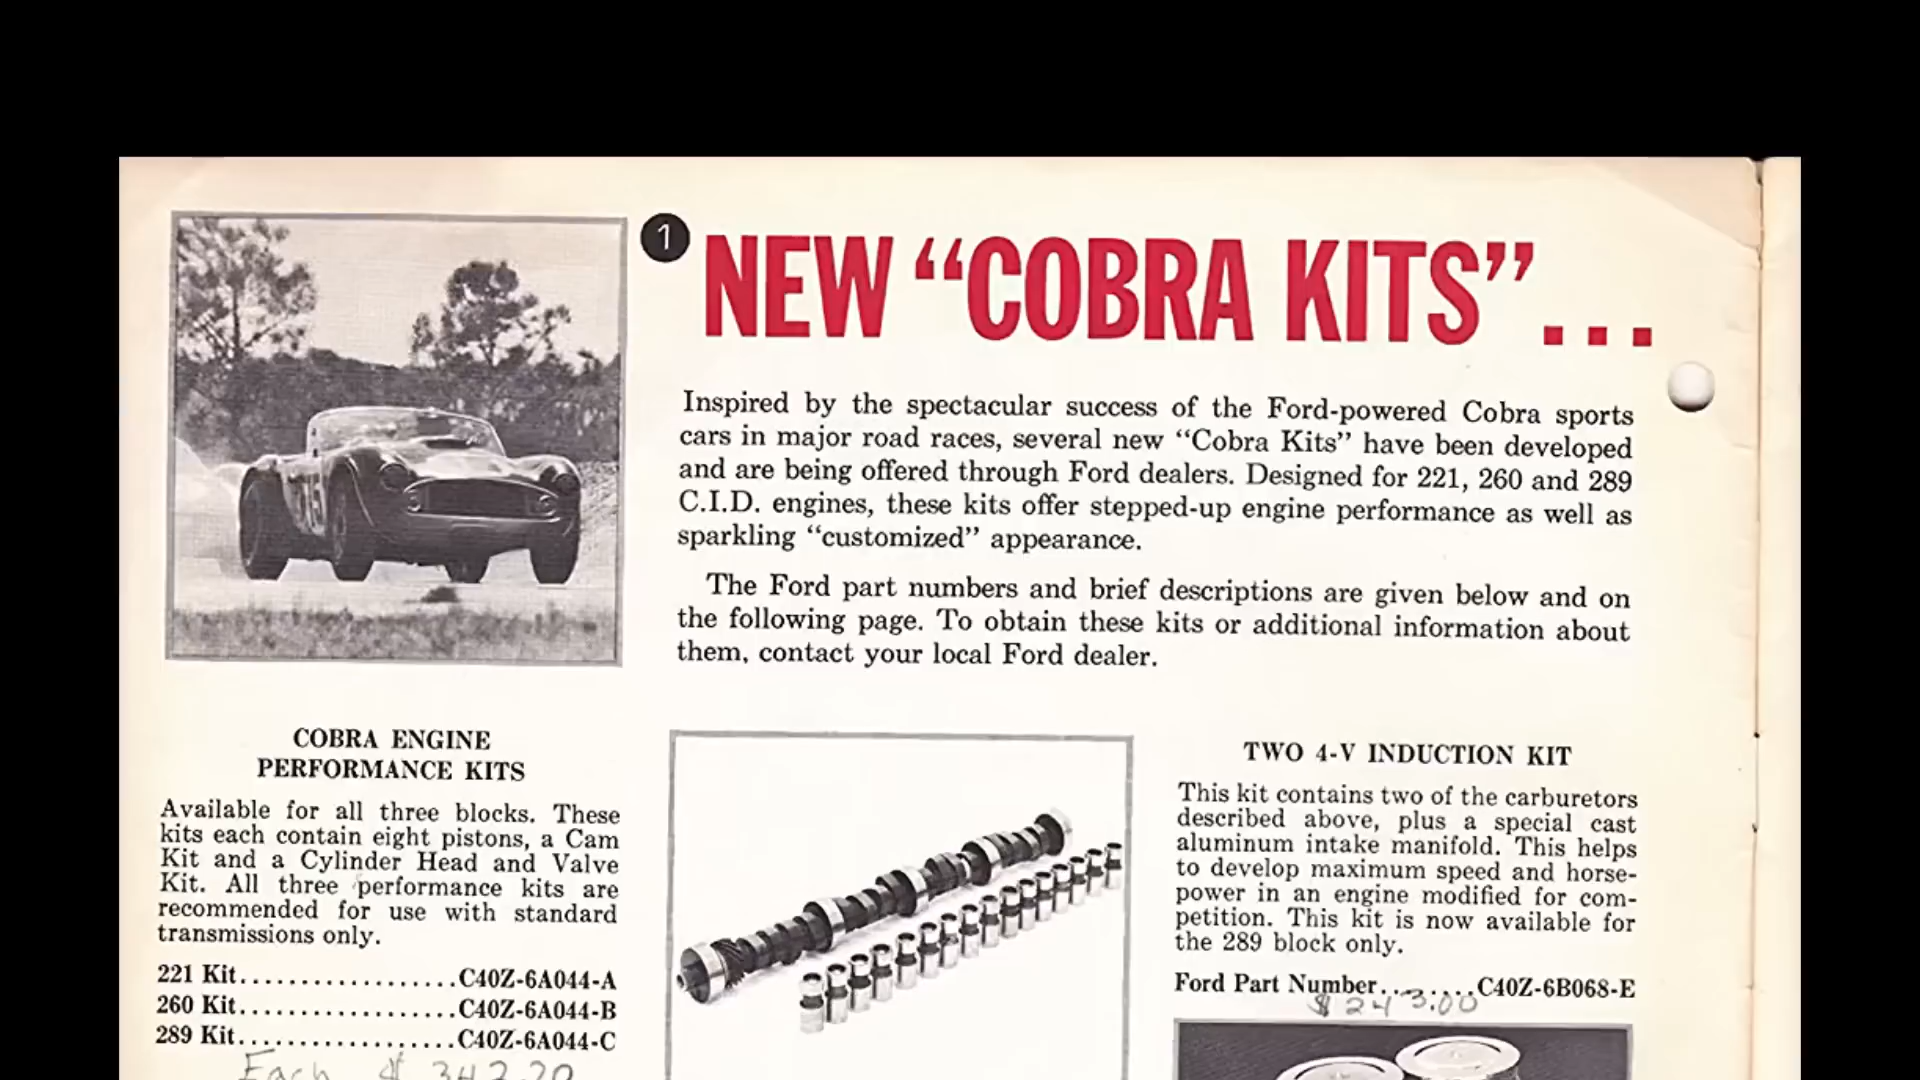 1
NEW “COBRA KITS”...
Inspired by the spectacular success of the Ford-powered Cobra sports
cars in major road races, several new “Cobra Kits” have been developed
and are being offered through Ford dealers. Designed for 221, 260 and 289
C.I.D. engines, these kits offer stepped-up engine performance as well as
sparkling “customized” appearance.
The Ford part numbers and brief descriptions are given below and on
the following page. To obtain these kits or additional information about
them, contact your local Ford dealer.
COBRA ENGINE
PERFORMANCE KITS
Available for all three blocks. These
kits each contain eight pistons, a Cam
Kit and a Cylinder Head and Valve
Kit. All three performance kits are
recommended for use with standard
transmissions only.
221 Kit..................C4OZ-6A044-A
260 Kit..................C4OZ-6A044-B
289 Kit..................C4OZ-6A044-C
Each $ 342.20
TWO 4-V INDUCTION KIT
This kit contains two of the carburetors
described above, plus a special cast
aluminum intake manifold. This helps
to develop maximum speed and horse-
power in an engine modified for com-
petition. This kit is now available for
the 289 block only.
Ford Part Number........C4OZ-6B068-E
$ 243.00